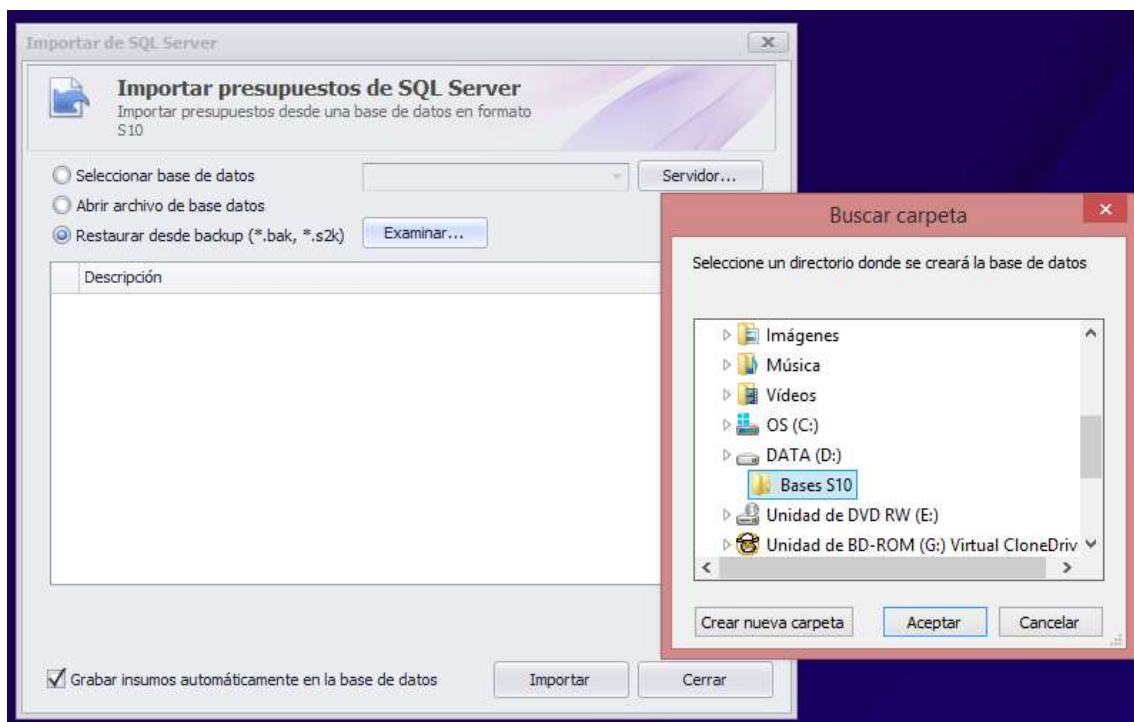 Importar de SQL Server
Importar presupuestos de SQL Server
Importar presupuestos desde una base de datos en formato
S10
Seleccionar base de datos
Servidor...
Abrir archivo de base datos
Restaurar desde backup (*.bak, *.s2k)
Examinar...
Descripción
Grabar insumos automáticamente en la base de datos
Importar
Cerrar
Buscar carpeta
Seleccione un directorio donde se creará la base de datos
Imágenes
Música
Vídeos
OS (C:)
DATA (D:)
Bases S10
Unidad de DVD RW (E:)
Unidad de BD-ROM (G:) Virtual CloneDriv
Crear nueva carpeta
Aceptar
Cancelar